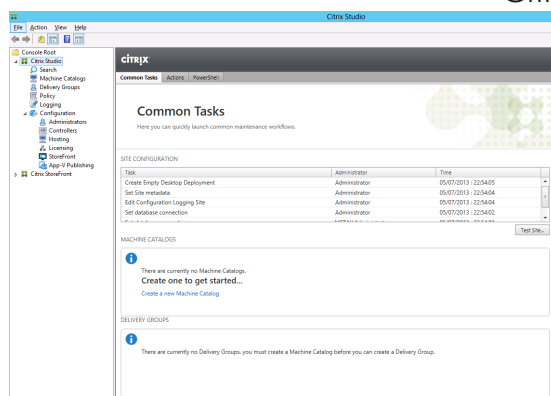 Citrix Studio
File Action View Help
Console Root
Citrix Studio
Search
Machine Catalogs
Delivery Groups
Policy
Logging
Configuration
Administrators
Controllers
Hosting
Licensing
StoreFront
App-V Publishing
Citrix StoreFront
CITRIX
Common Tasks Actions PowerShell
Common Tasks
Here you can quickly launch common maintenance workflows.
SITE CONFIGURATION
Task Administrator Time
Create Empty Desktop Deployment Administrator 05/07/2013 : 22:54:05
Set Site metadata Administrator 05/07/2013 : 22:54:04
Edit Configuration Logging Site Administrator 05/07/2013 : 22:54:04
Set database connection Administrator 05/07/2013 : 22:54:02
Test Site...
MACHINE CATALOGS
There are currently no Machine Catalogs.
Create one to get started...
Create a new Machine Catalog
DELIVERY GROUPS
There are currently no Delivery Groups, you must create a Machine Catalog before you can create a Delivery Group.